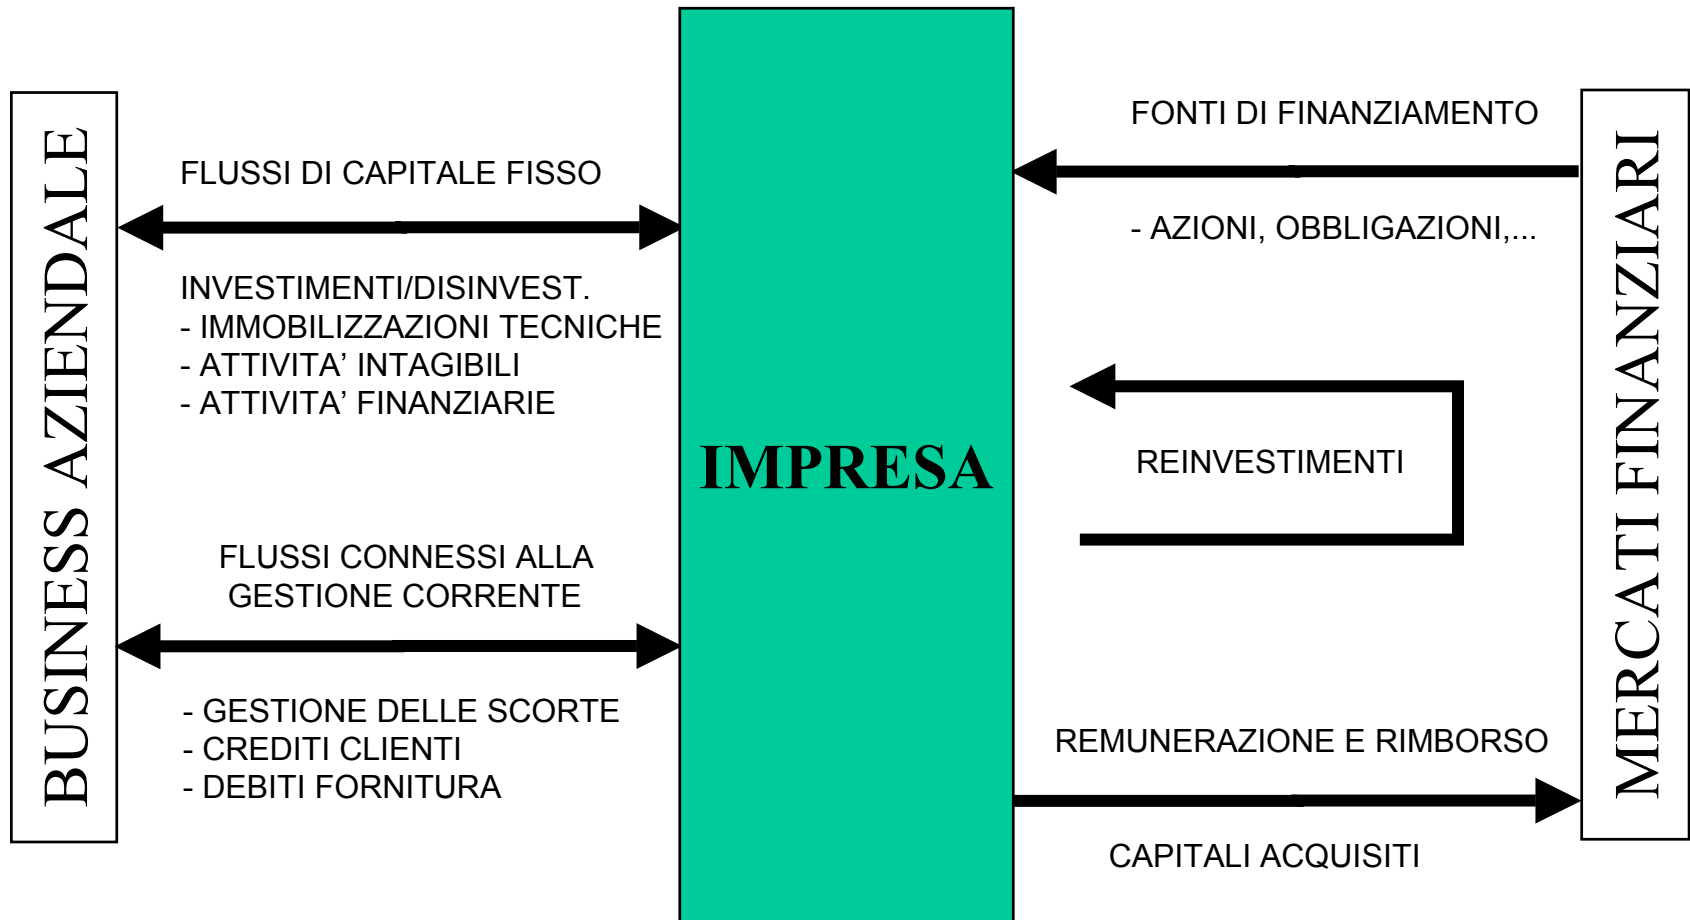 BUSINESS AZIENDALE
FLUSSI DI CAPITALE FISSO
INVESTIMENTI/DISINVEST.
- IMMOBILIZZAZIONI TECNICHE
- ATTIVITA’ INTAGIBILI
- ATTIVITA’ FINANZIARIE
FLUSSI CONNESSI ALLA
GESTIONE CORRENTE
- GESTIONE DELLE SCORTE
- CREDITI CLIENTI
- DEBITI FORNITURA
IMPRESA
FONTI DI FINANZIAMENTO
- AZIONI, OBBLIGAZIONI,...
REINVESTIMENTI
REMUNERAZIONE E RIMBORSO
CAPITALI ACQUISITI
MERCATI FINANZIARI